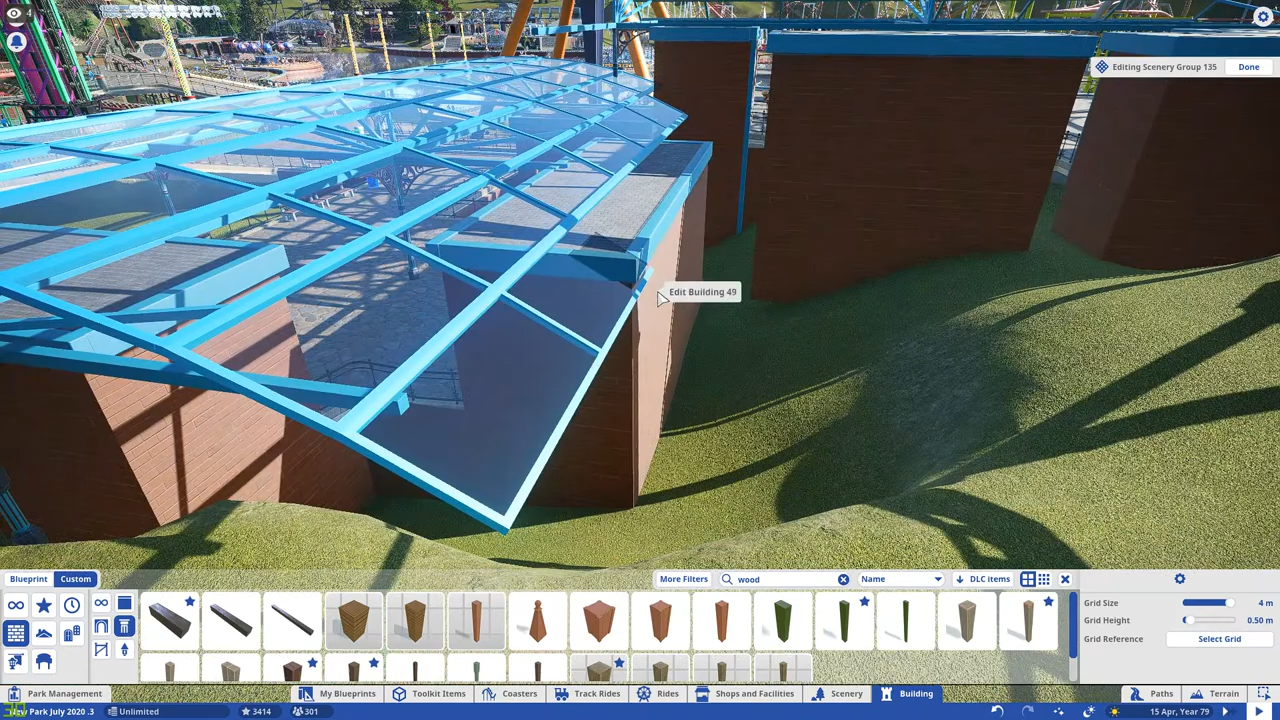 4
Editing Scenery Group 135 Done
Edit Building 49
Blueprint Custom More Filters wood Name DLC items
Grid Size 4 m
Grid Height 0.50 m
Grid Reference Select Grid
Park Management My Blueprints Toolkit Items Coasters Track Rides Rides Shops and Facilities Scenery Building Paths Terrain
New Park July 2020 .3 Unlimited 3414 301 15 Apr, Year 79